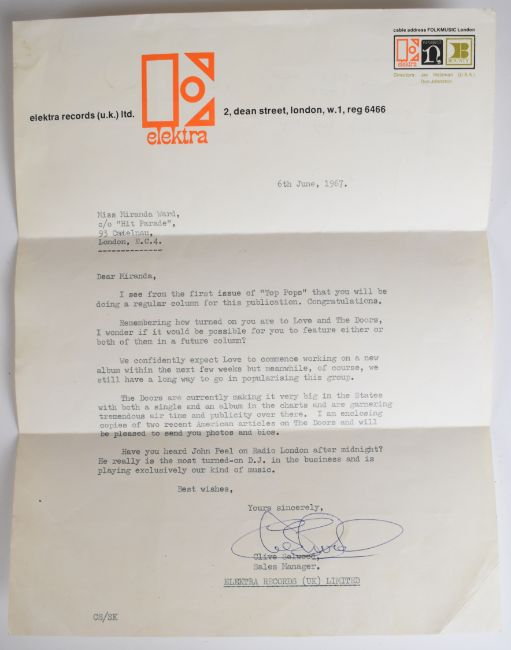 cable address FOLKMUSIC London
elektra
NONESUCH
BOUNTY
Directors: Jac Holzman (U.S.A.)
elektra records (u.k.) ltd.
elektra
2, dean street, london, w.1, reg 6466
6th June, 1967.
Miss Miranda Ward,
c/o "Hit Parade",
93
London, E.C.4.
Dear Miranda,
I see from the first issue of "Top Pops" that you will be
doing a regular column for this publication. Congratulations.
Remembering how turned on you are to Love and The Doors,
I wonder if it would be possible for you to feature either or
both of them in a future column?
We confidently expect Love to commence working on a new
album within the next few weeks but meanwhile, of course, we
still have a long way to go in popularising this group.
The Doors are currently making it very big in the States
with both a single and an album in the charts and are garnering
tremendous air time and publicity over there. I am enclosing
copies of two recent American articles on The Doors and will
be pleased to send you photos and bios.
Have you heard John Peel on Radio London after midnight?
He really is the most turned-on D.J. in the business and is
playing exclusively our kind of music.
Best wishes,
Yours sincerely,
Clive Selwood,
Sales Manager.
ELEKTRA RECORDS (UK) LIMITED
CS/SK